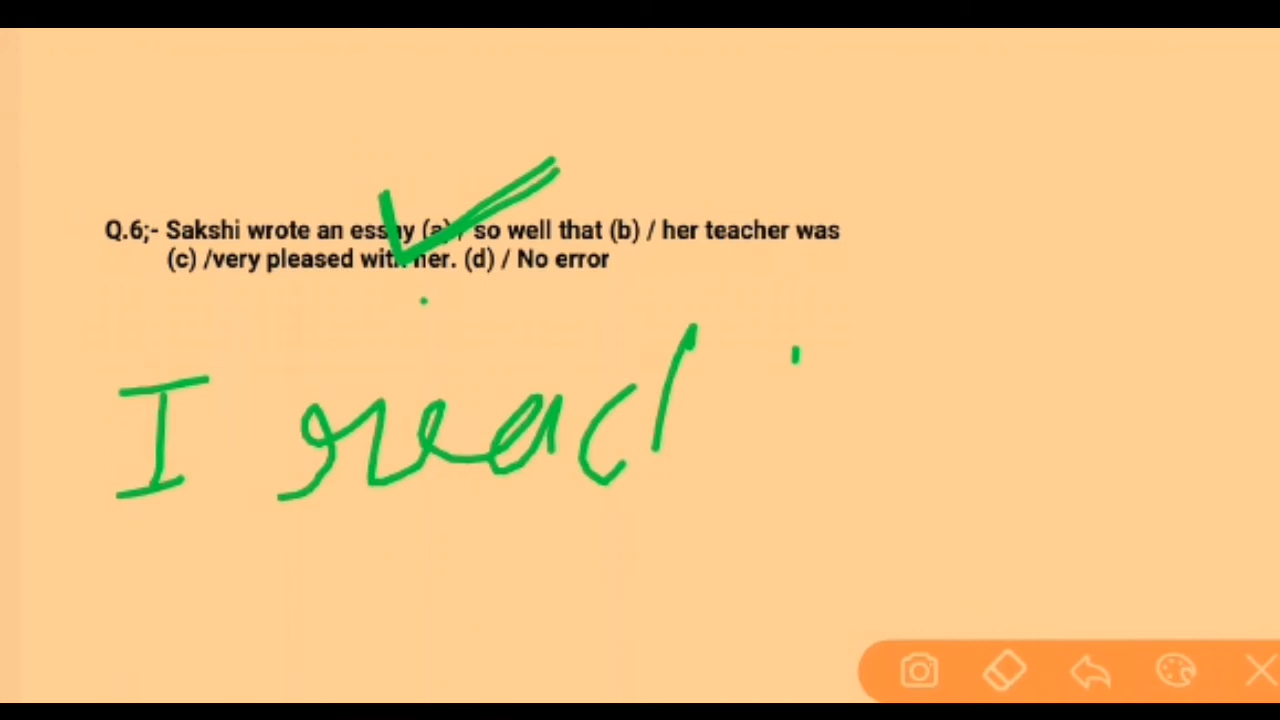 Q.6;- Sakshi wrote an essay (a) / so well that (b) / her teacher was
(c) /very pleased with her. (d) / No error
I read